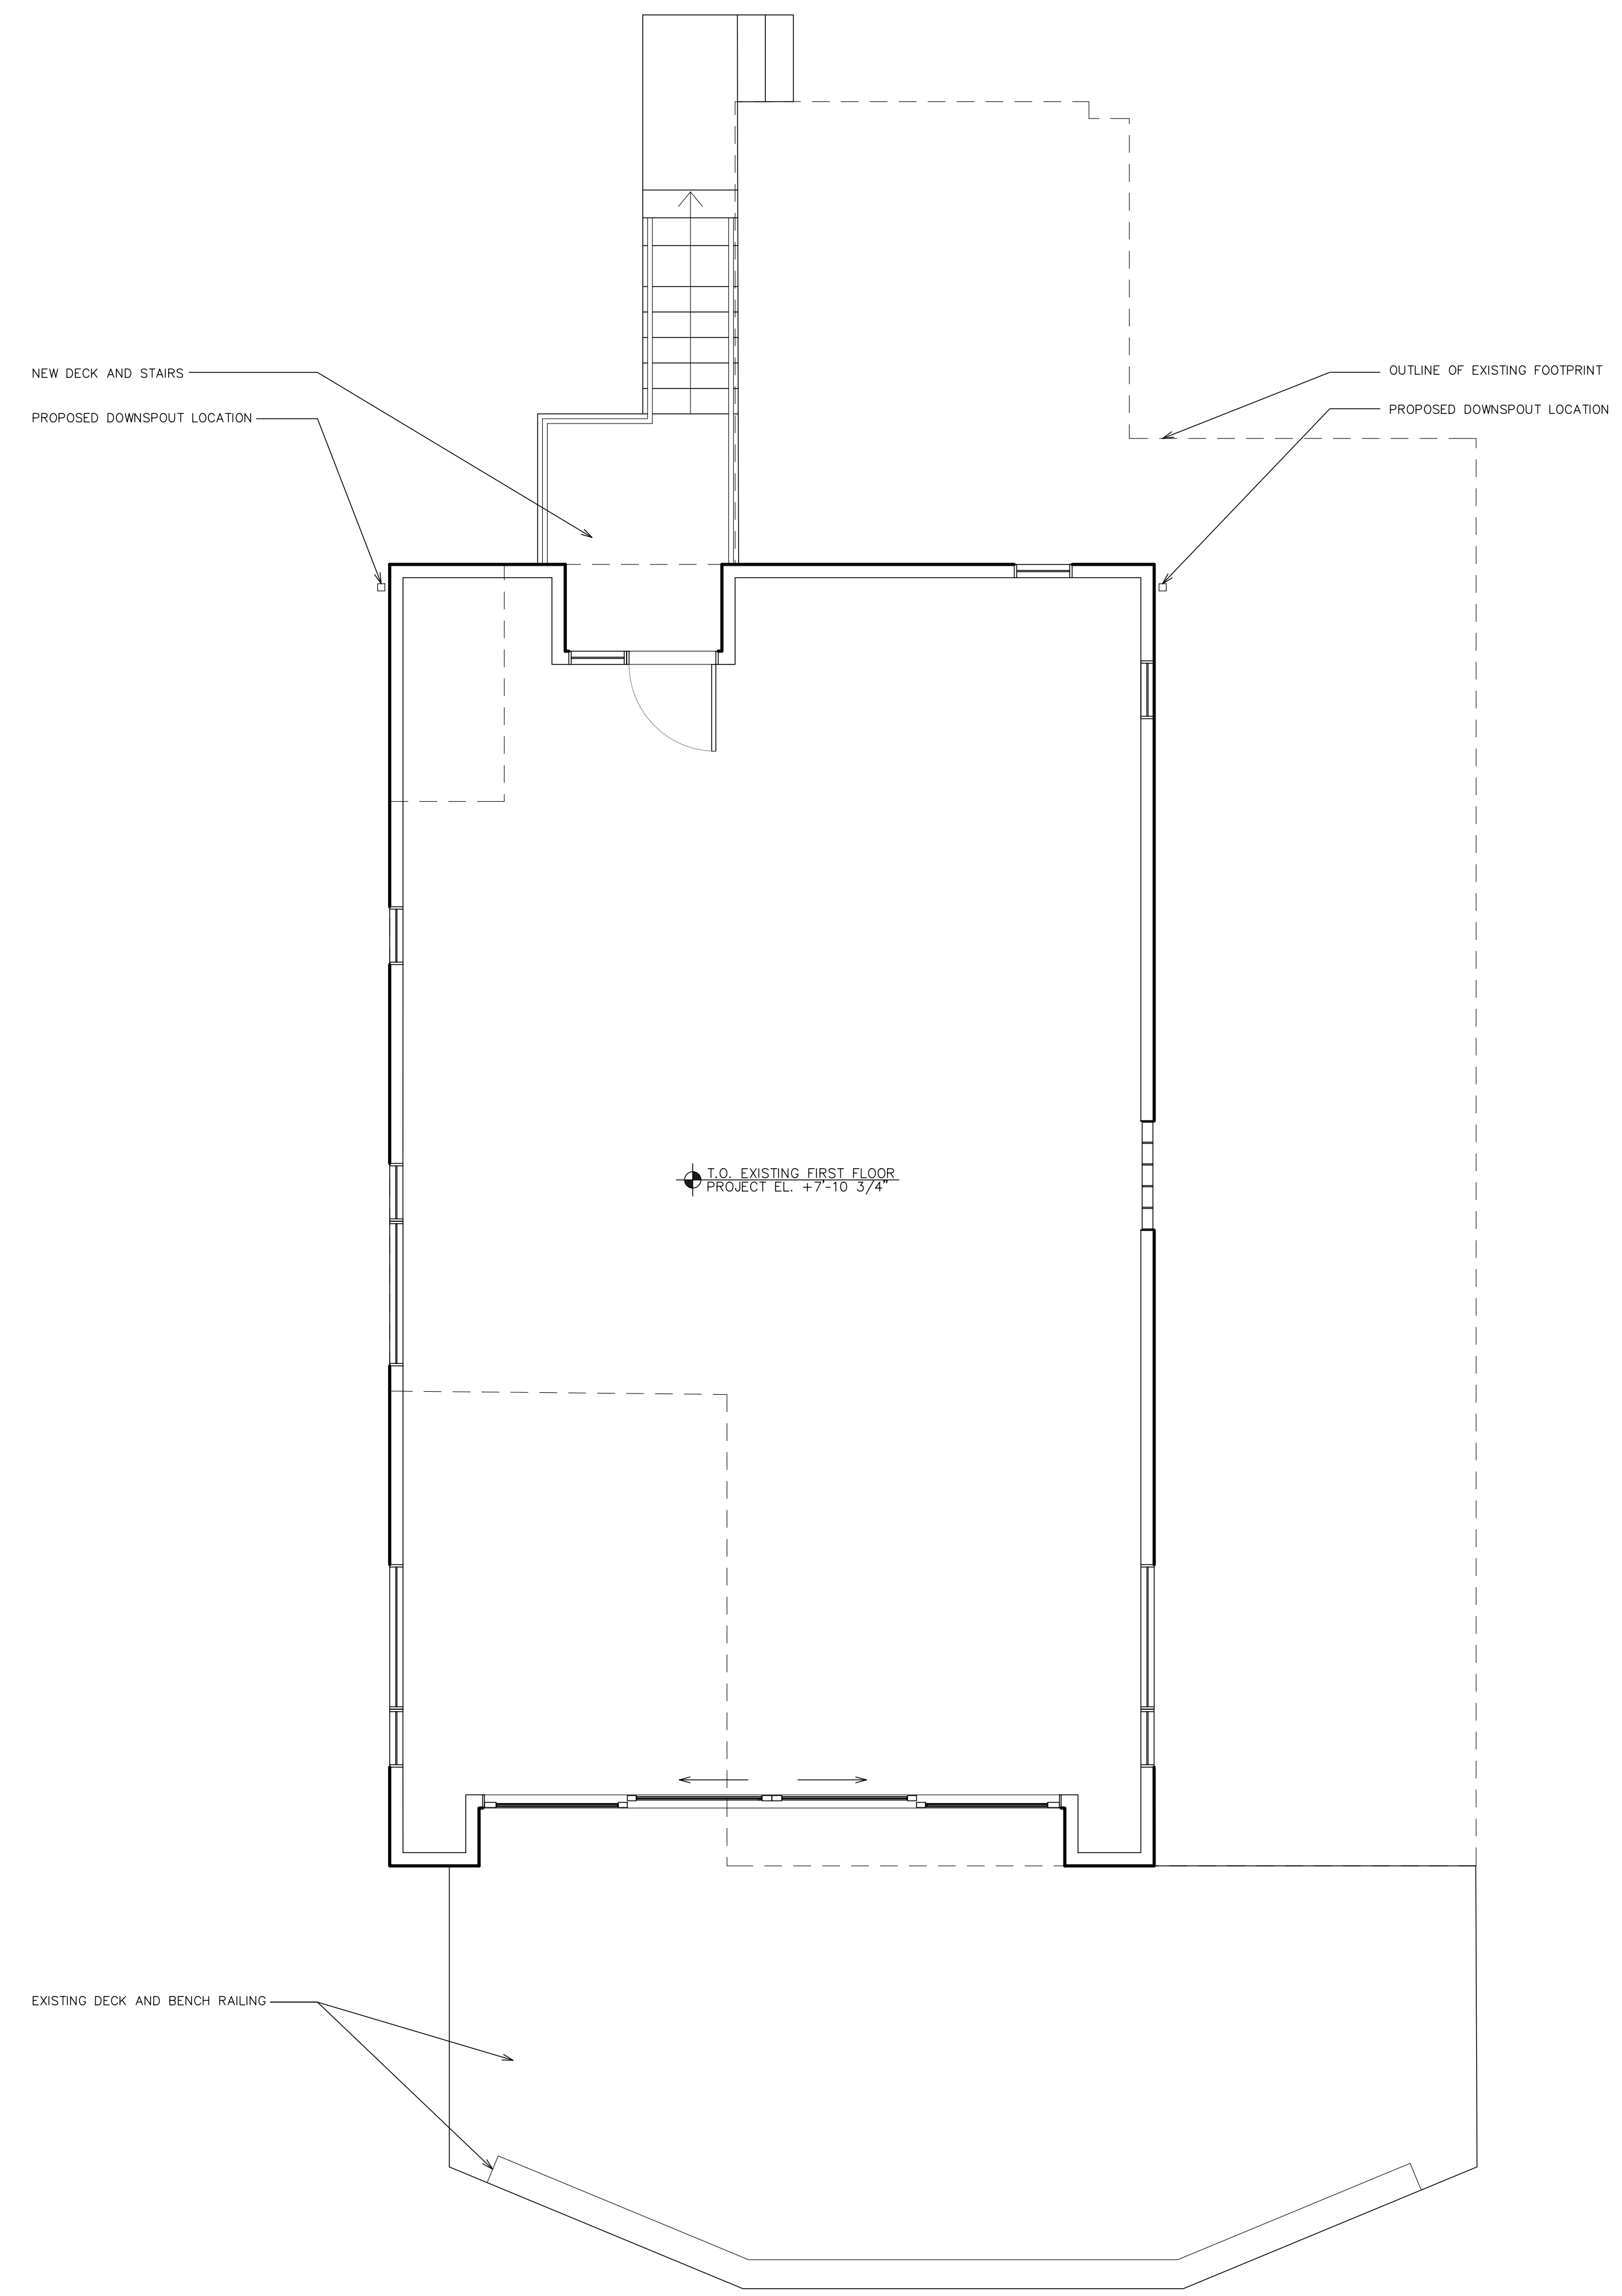 NEW DECK AND STAIRS
OUTLINE OF EXISTING FOOTPRINT
PROPOSED DOWNSPOUT LOCATION
PROPOSED DOWNSPOUT LOCATION
T.O. EXISTING FIRST FLOOR
PROJECT EL. +7'-10 3/4"
EXISTING DECK AND BENCH RAILING